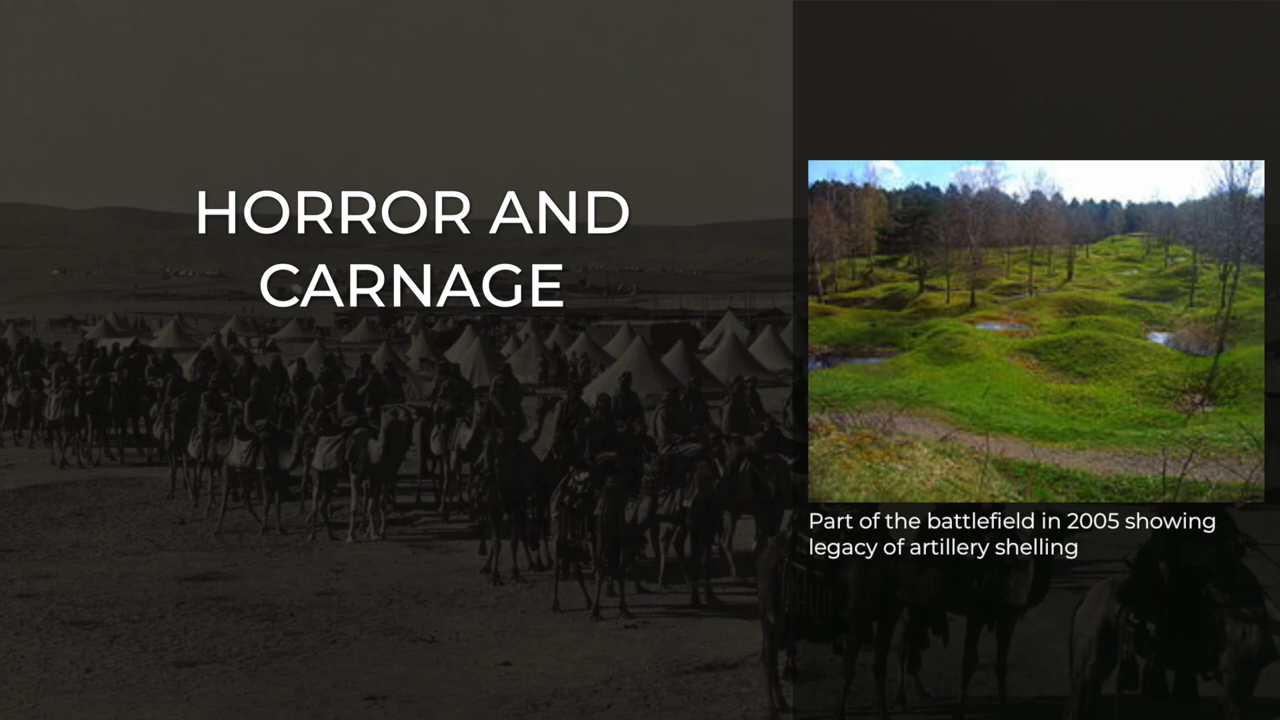 HORROR AND
CARNAGE
Part of the battlefield in 2005 showing
legacy of artillery shelling